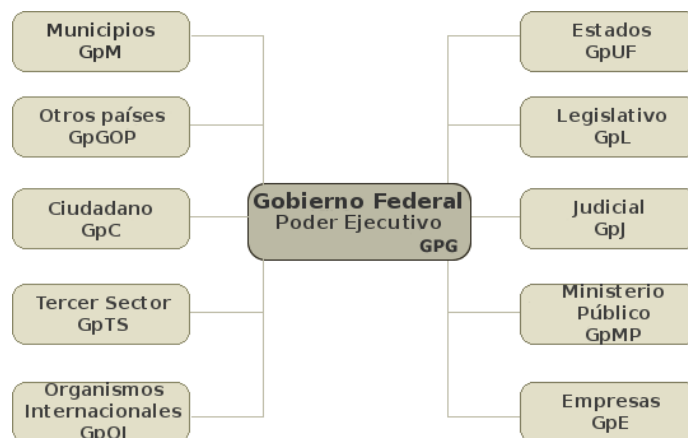 Municipios
GpM
Estados
GpUF
Otros países
GpGOP
Legislativo
GpL
Gobierno Federal
Poder Ejecutivo
GPG
Ciudadano
GpC
Judicial
GpJ
Tercer Sector
GpTS
Ministerio
Público
GpMP
Organismos
Internacionales
GpOI
Empresas
GpE